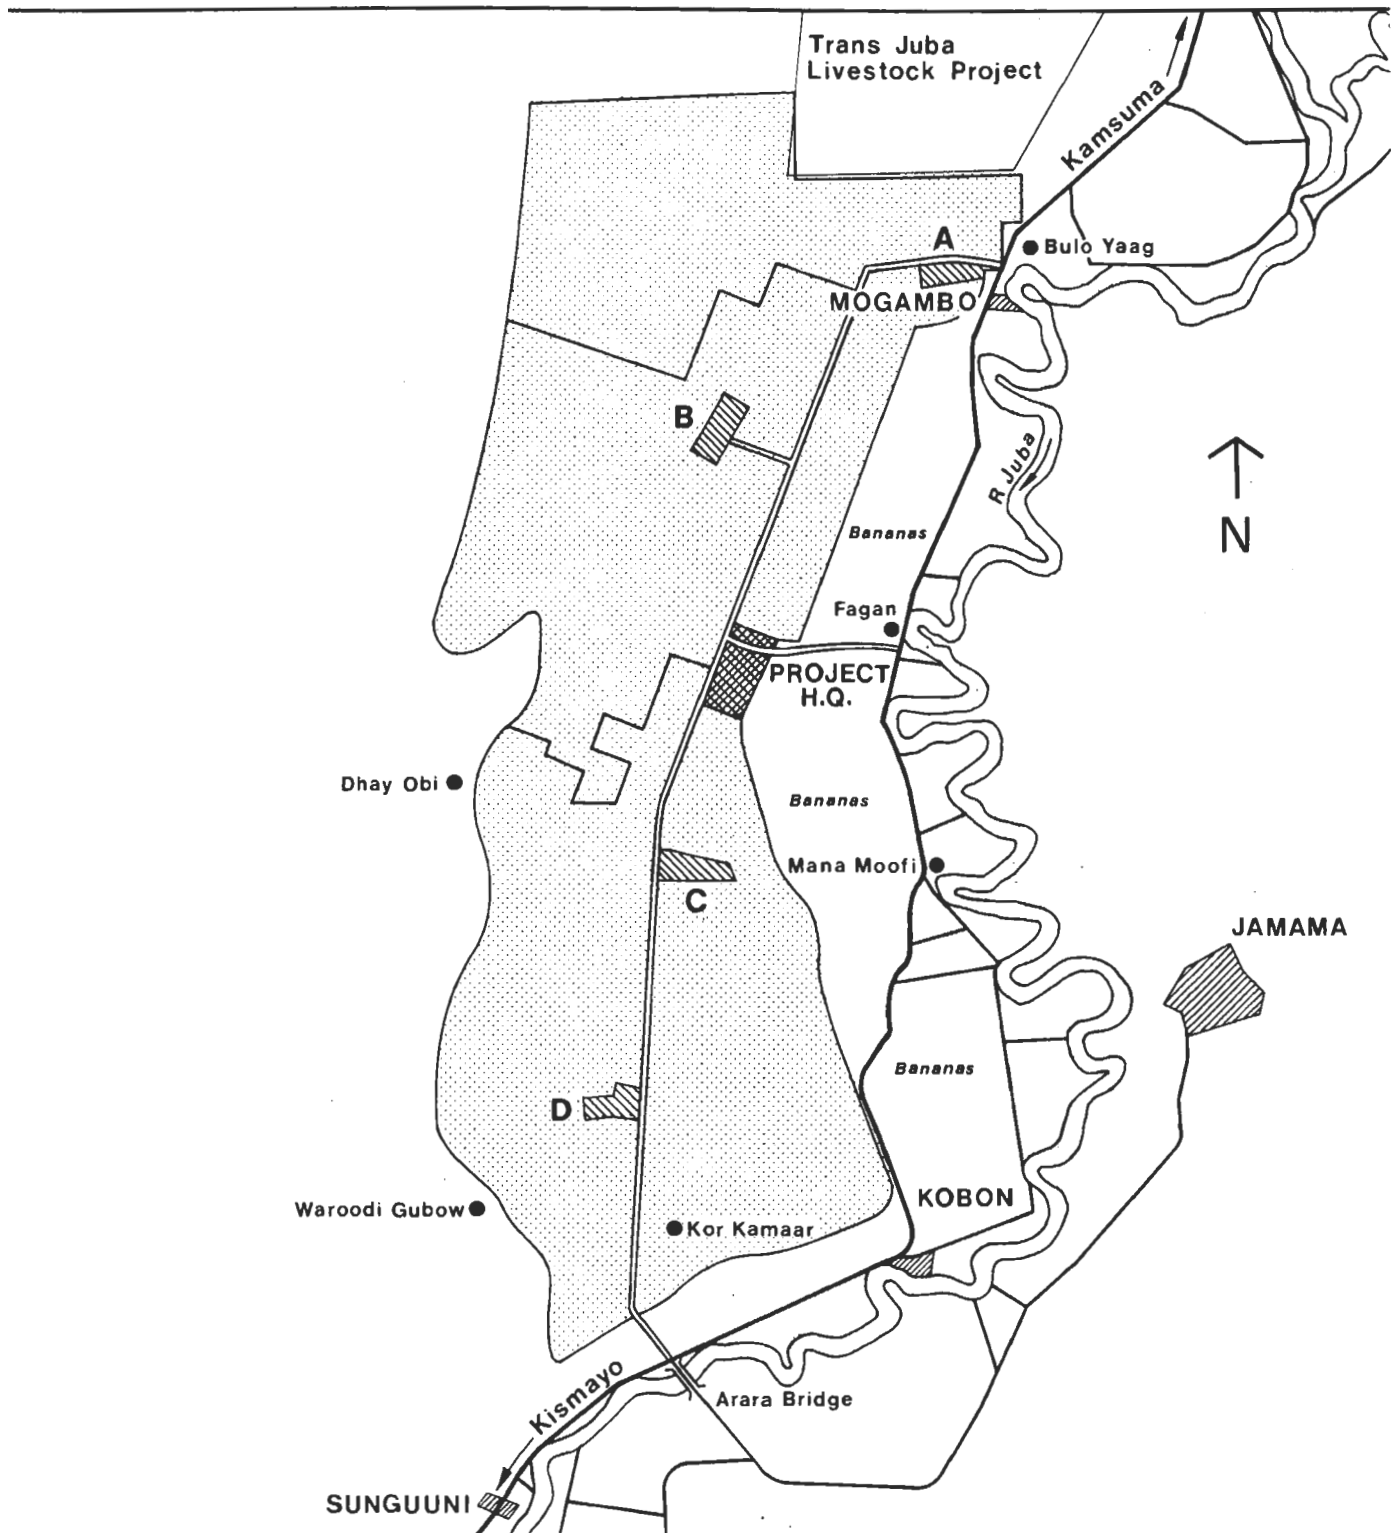 Trans Juba
Livestock Project
Kamsuma
A
Bulo Yaag
MOGAMBO
B
R Juba
N
Bananas
Fagan
PROJECT
H.Q.
Dhay Obi
Bananas
Mana Moofi
C
JAMAMA
Bananas
D
KOBON
Waroodi Gubow
Kor Kamaar
Kismayo
Arara Bridge
SUNGUUNI